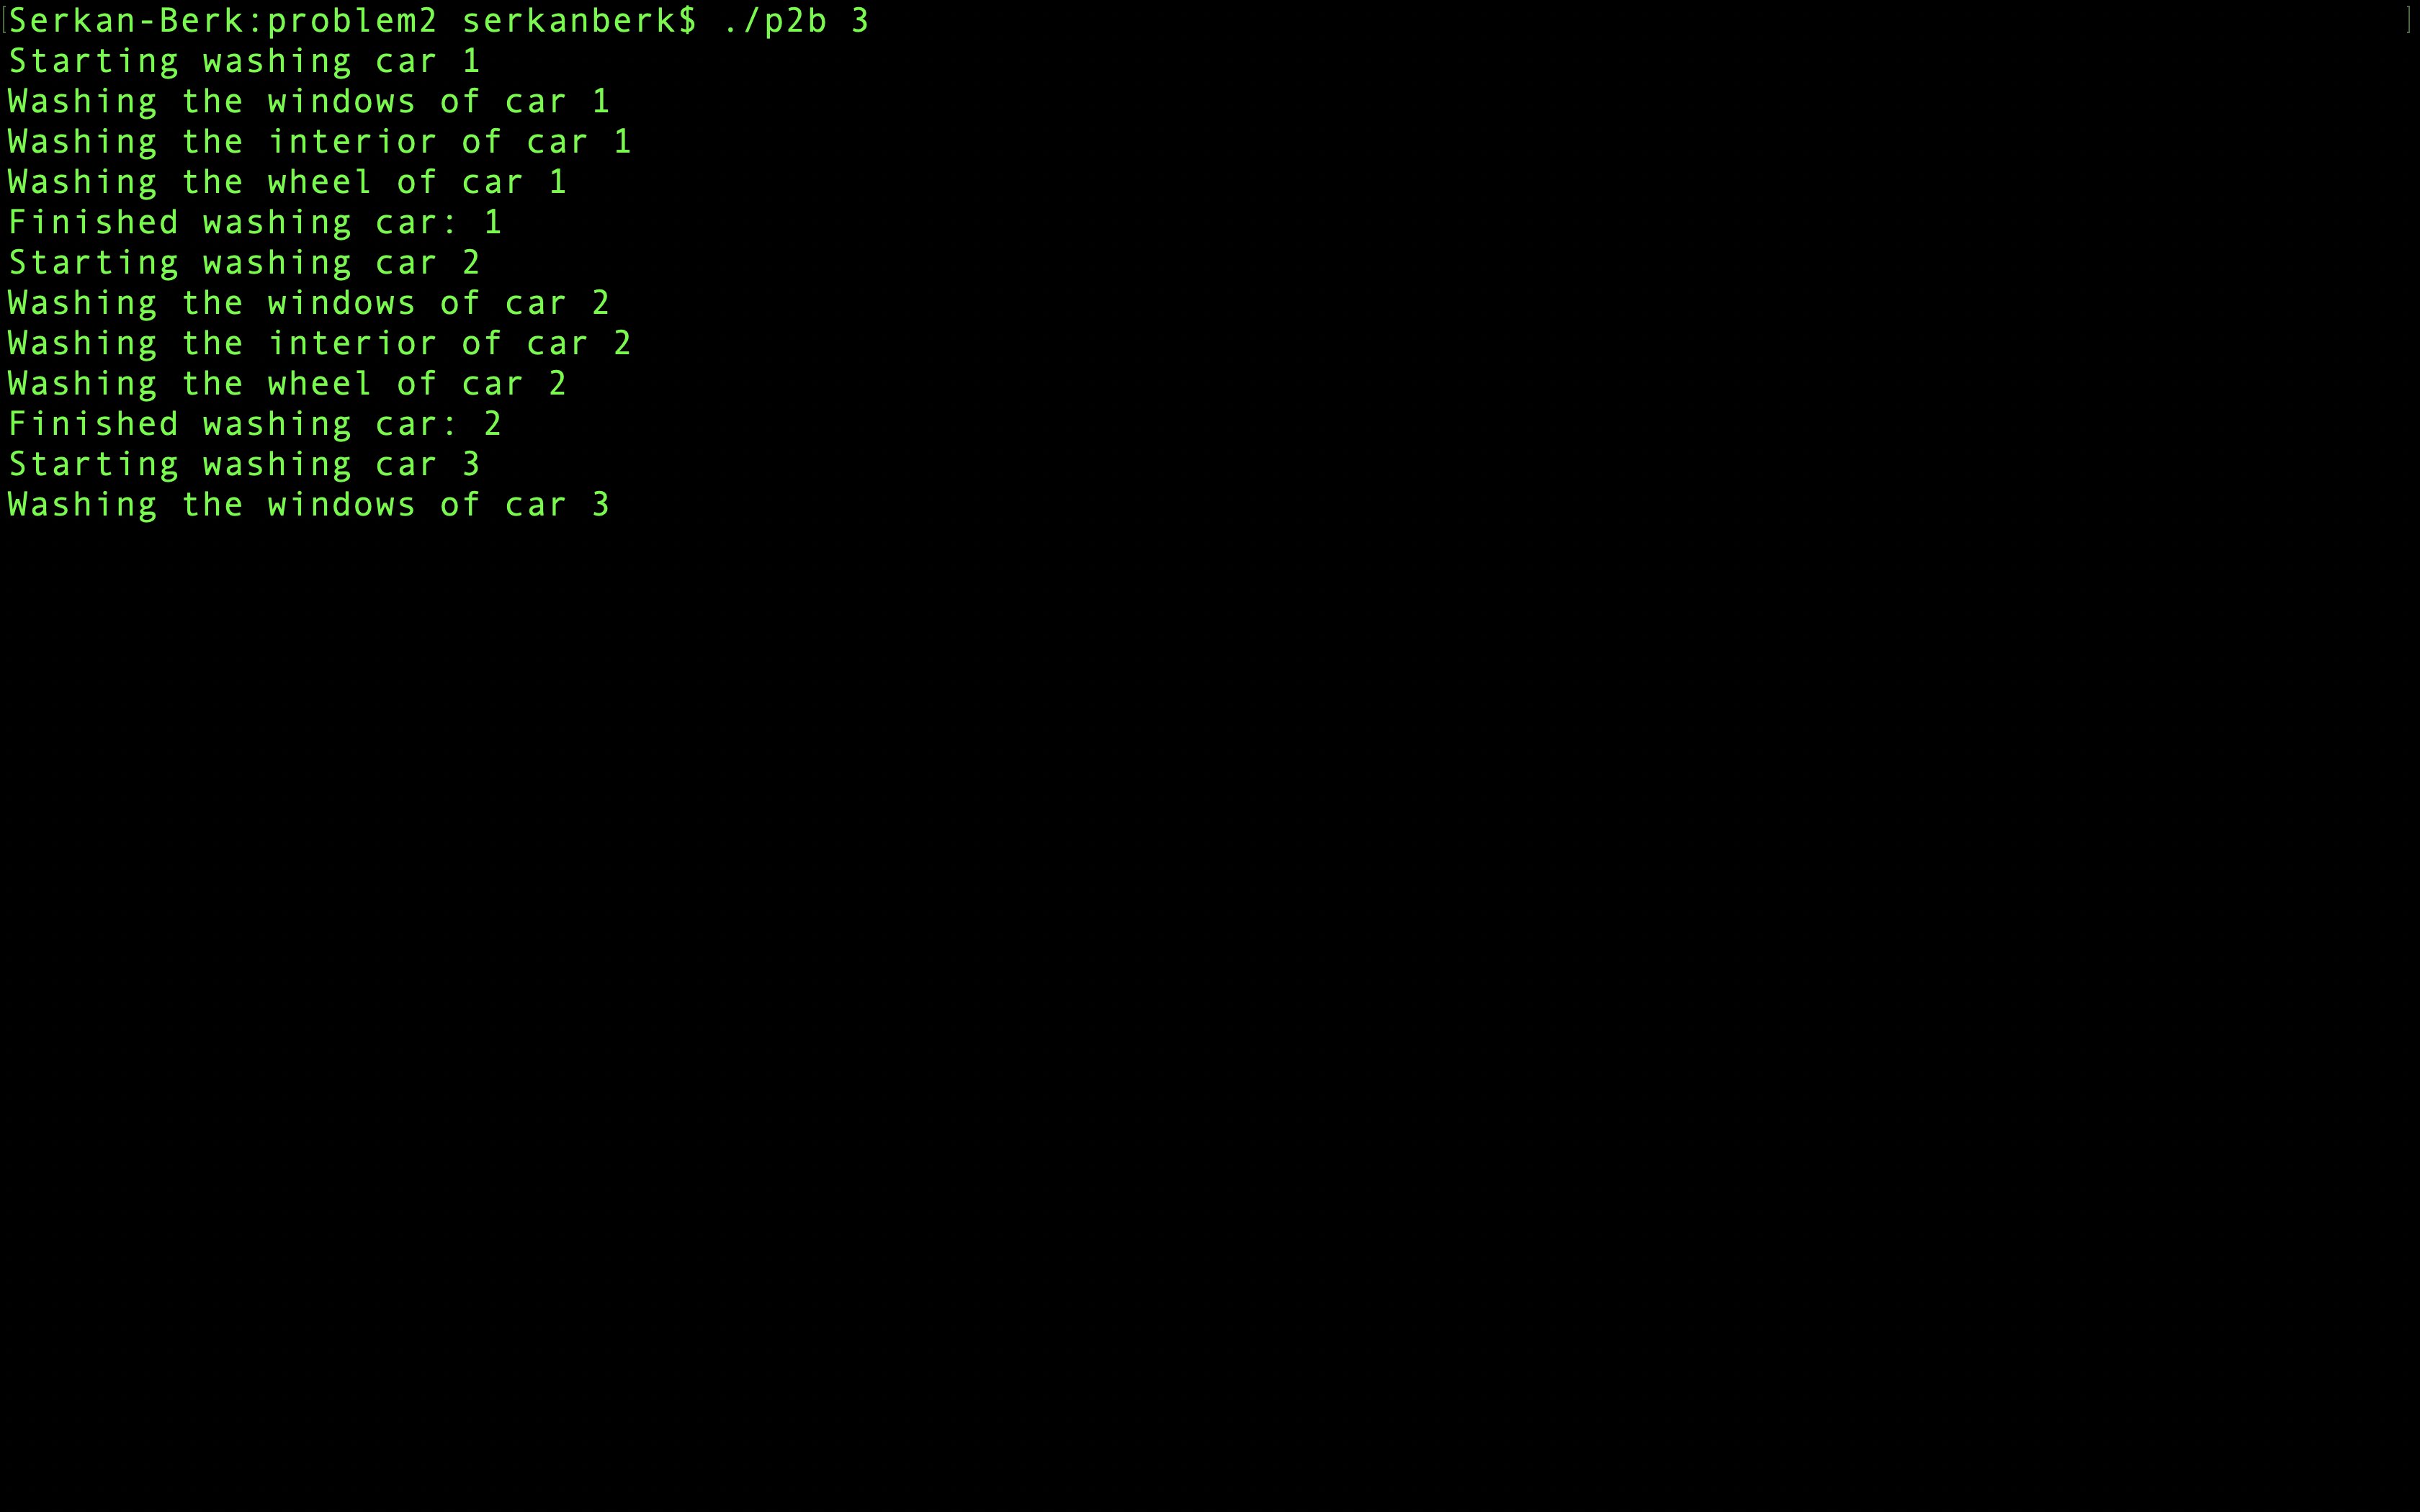 [Serkan-Berk:problem2 serkanberk$ ./p2b 3 ]
Starting washing car 1
Washing the windows of car 1
Washing the interior of car 1
Washing the wheel of car 1
Finished washing car: 1
Starting washing car 2
Washing the windows of car 2
Washing the interior of car 2
Washing the wheel of car 2
Finished washing car: 2
Starting washing car 3
Washing the windows of car 3